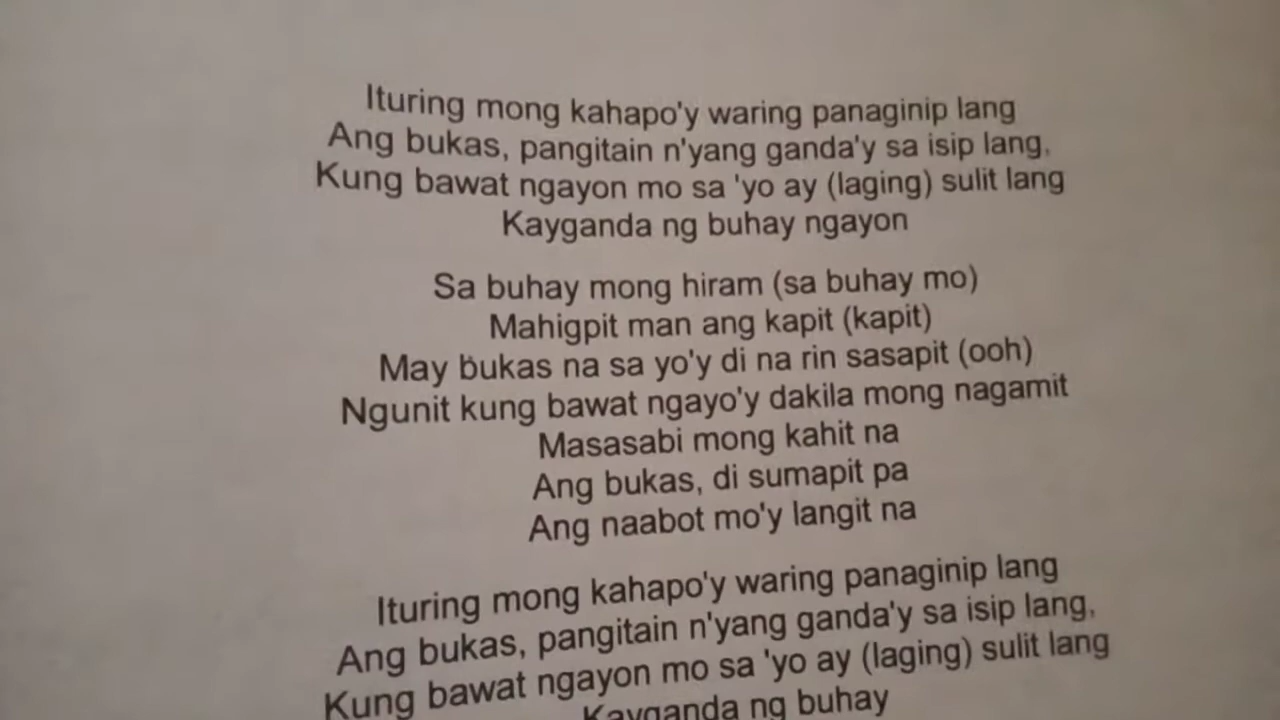 Ituring mong kahapo'y waring panaginip lang
Ang bukas, pangitain n'yang ganda'y sa isip lang,
Kung bawat ngayon mo sa 'yo ay (laging) sulit lang
Kayganda ng buhay ngayon
Sa buhay mong hiram (sa buhay mo)
Mahigpit man ang kapit (kapit)
May bukas na sa yo'y di na rin sasapit (ooh)
Ngunit kung bawat ngayo'y dakila mong nagamit
Masasabi mong kahit na
Ang bukas, di sumapit pa
Ang naabot mo'y langit na
Ituring mong kahapo'y waring panaginip lang
Ang bukas, pangitain n'yang ganda'y sa isip lang,
Kung bawat ngayon mo sa 'yo ay (laging) sulit lang
Kayganda ng buhay